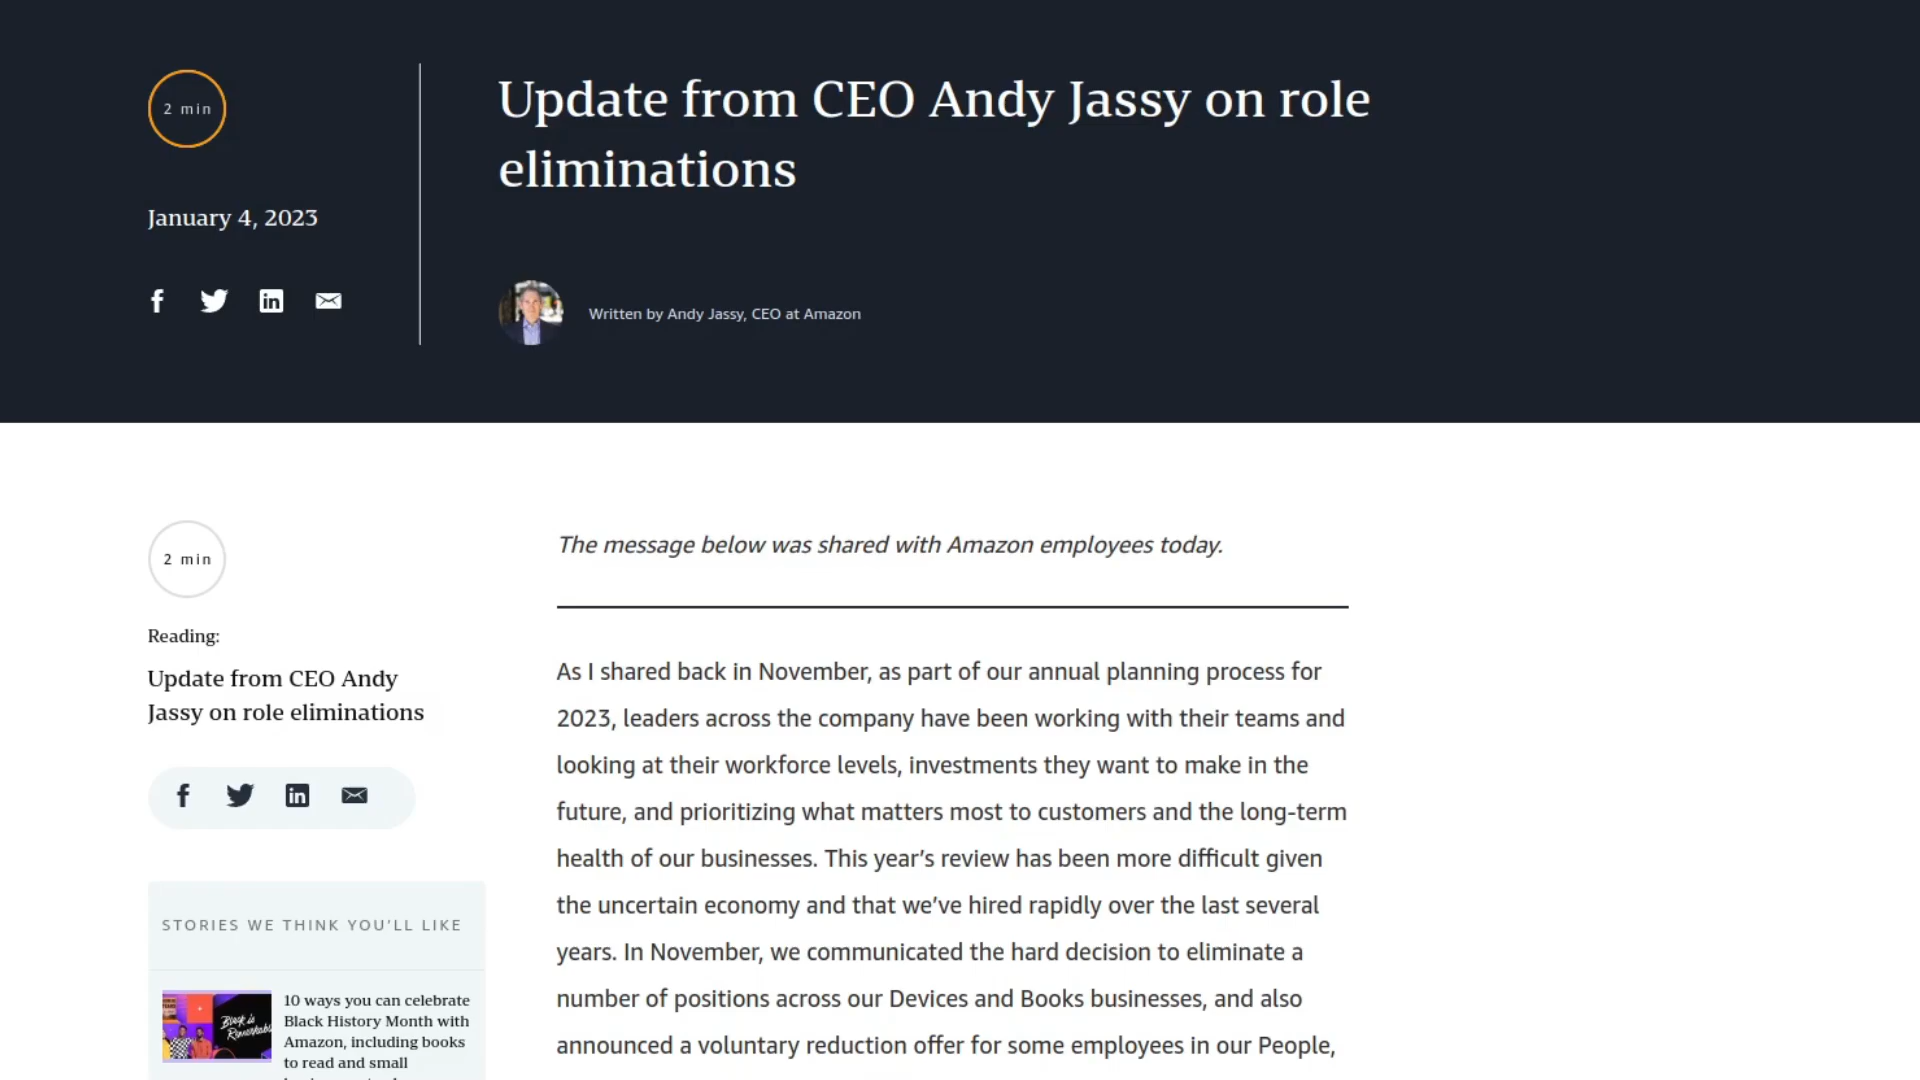 2 min
January 4, 2023
Update from CEO Andy Jassy on role
eliminations
Written by Andy Jassy, CEO at Amazon
2 min
Reading:
Update from CEO Andy
Jassy on role eliminations
STORIES WE THINK YOU’LL LIKE
Black is
Remarkable
10 ways you can celebrate
Black History Month with
Amazon, including books
to read and small
The message below was shared with Amazon employees today.
As I shared back in November, as part of our annual planning process for
2023, leaders across the company have been working with their teams and
looking at their workforce levels, investments they want to make in the
future, and prioritizing what matters most to customers and the long-term
health of our businesses. This year’s review has been more difficult given
the uncertain economy and that we’ve hired rapidly over the last several
years. In November, we communicated the hard decision to eliminate a
number of positions across our Devices and Books businesses, and also
announced a voluntary reduction offer for some employees in our People,